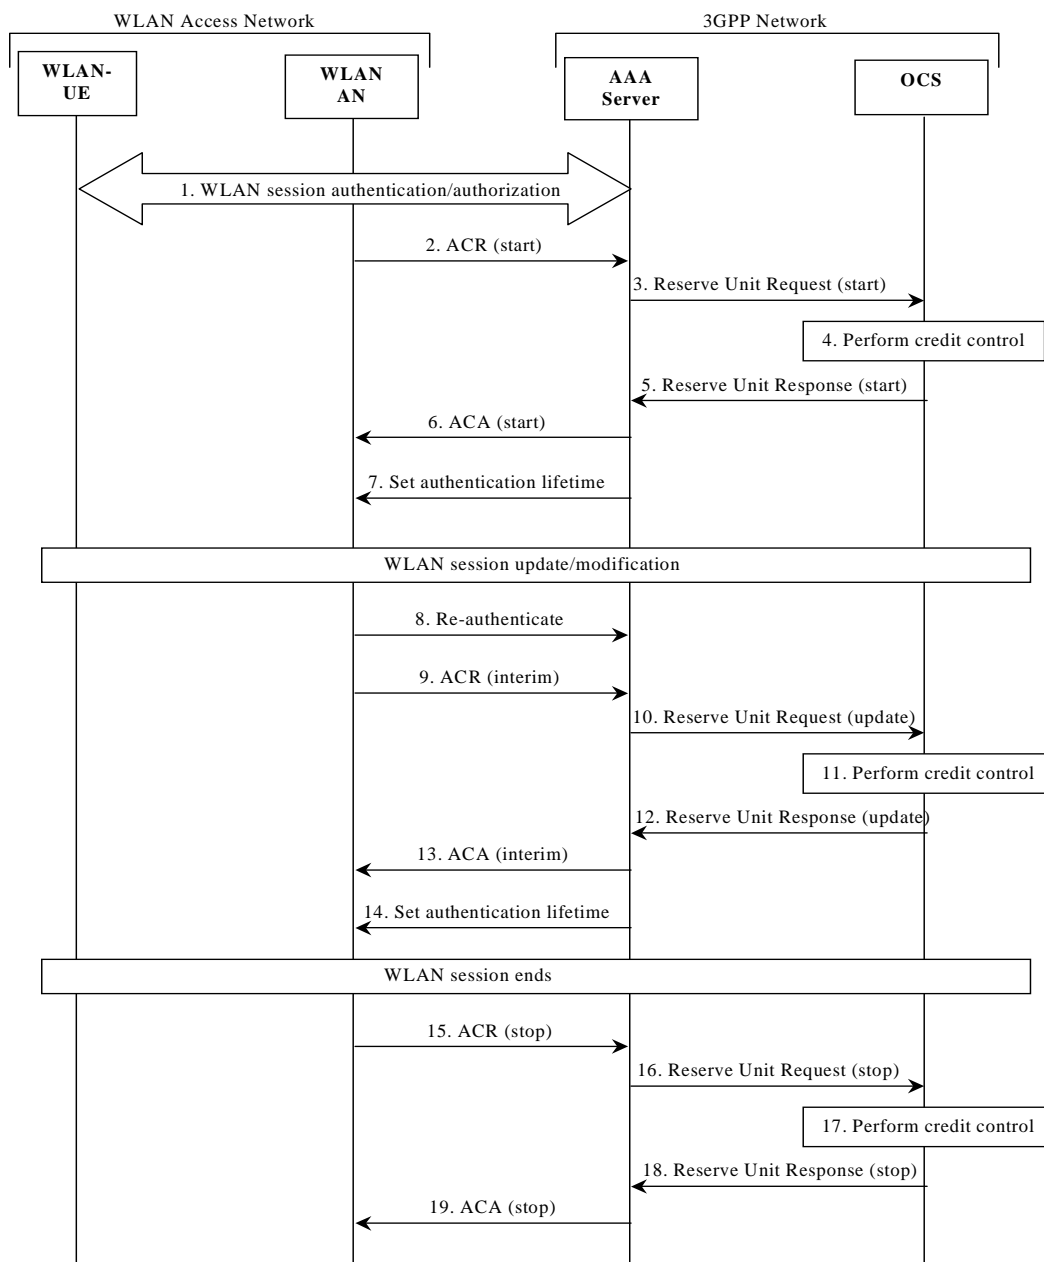 WLAN Access Network
3GPP Network
WLAN-
UE
WLAN
AN
AAA
Server
OCS
1. WLAN session authentication/authorization
2. ACR (start)
3. Reserve Unit Request (start)
4. Perform credit control
5. Reserve Unit Response (start)
6. ACA (start)
7. Set authentication lifetime
WLAN session update/modification
8. Re-authenticate
9. ACR (interim)
10. Reserve Unit Request (update)
11. Perform credit control
12. Reserve Unit Response (update)
13. ACA (interim)
14. Set authentication lifetime
WLAN session ends
15. ACR (stop)
16. Reserve Unit Request (stop)
17. Perform credit control
18. Reserve Unit Response (stop)
19. ACA (stop)